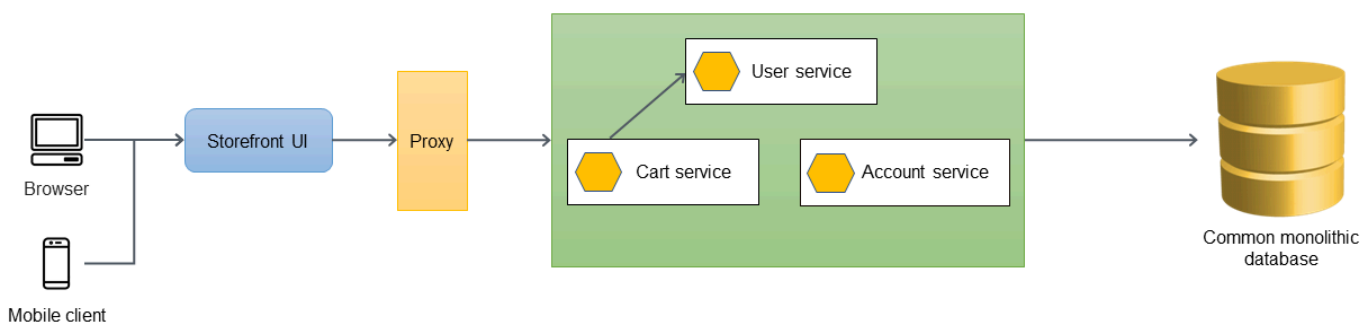 User service
Storefront UI
Proxy
Cart service
Account service
Browser
Common monolithic
database
Mobile client